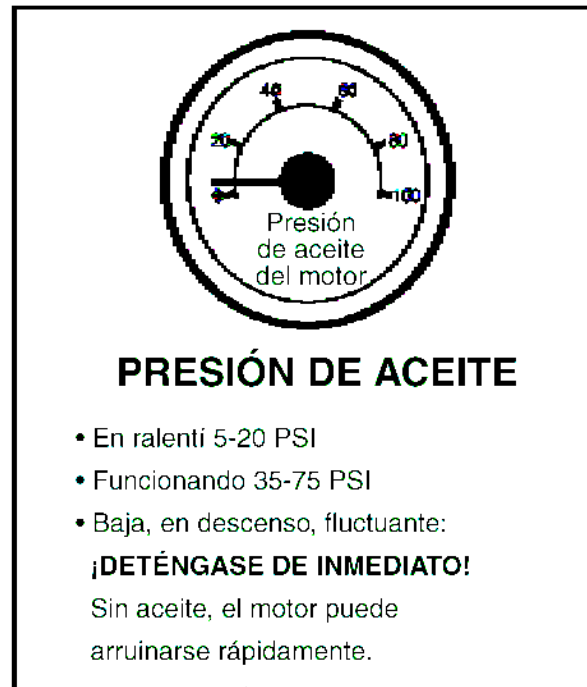 40 60
20 80
0 100
Presión
de aceite
del motor
PRESIÓN DE ACEITE
• En ralentí 5-20 PSI
• Funcionando 35-75 PSI
• Baja, en descenso, fluctuante:
¡DETÉNGASE DE INMEDIATO!
Sin aceite, el motor puede
arruinarse rápidamente.